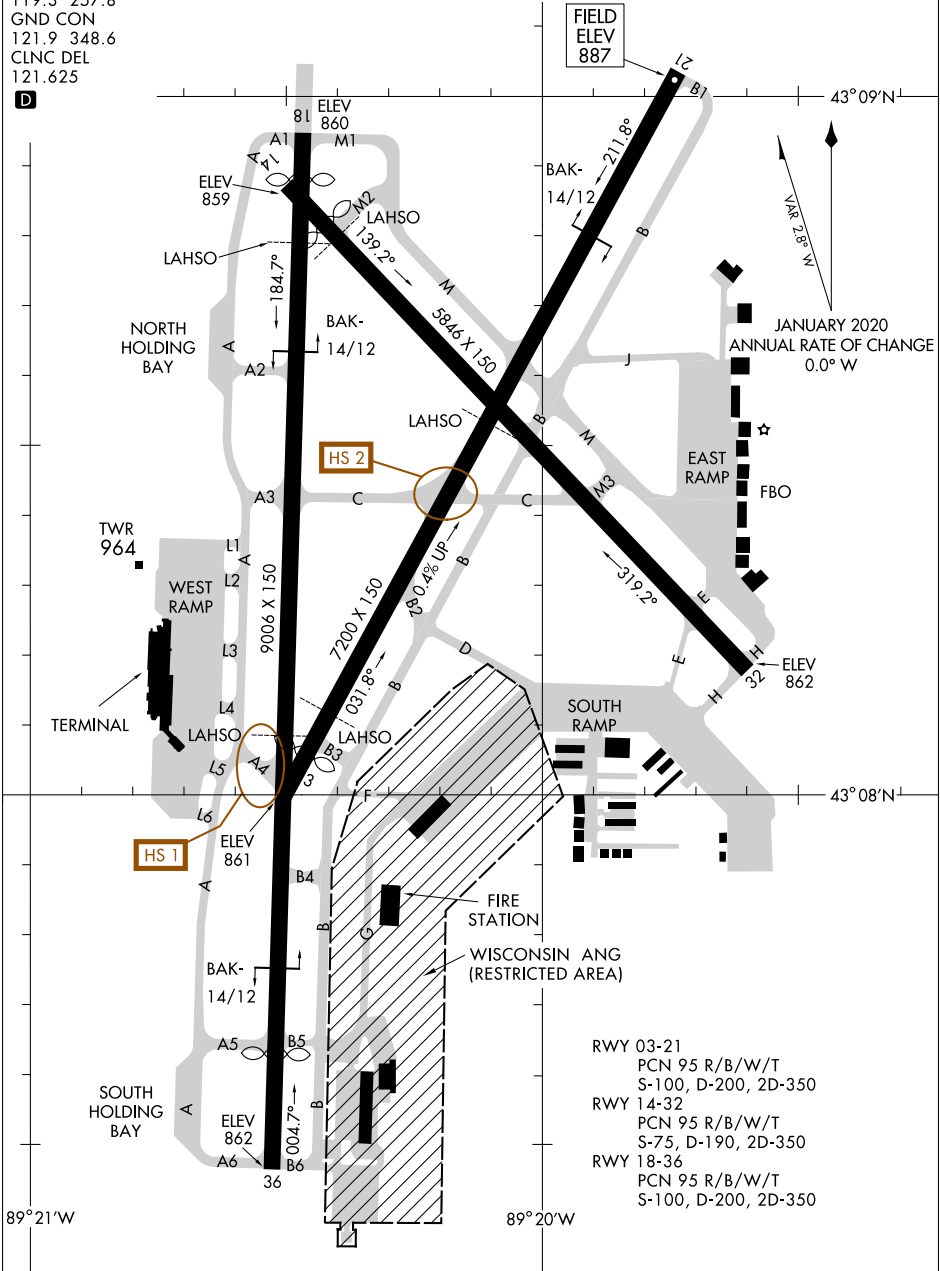 119.3 257.8
GND CON
121.9 348.6
CLNC DEL
121.625
D
FIELD
ELEV
887
21
B1
43°09'N
18
ELEV
860
A1
M1
A
14
ELEV
859
M2
LAHSO
LAHSO
139.2°
184.7°
211.8°
BAK-
14/12
B
VAR 2.8° W
JANUARY 2020
ANNUAL RATE OF CHANGE
0.0° W
NORTH
HOLDING
BAY
A
A2
BAK-
14/12
M
5846 X 150
J
LAHSO
B
M
HS 2
EAST
RAMP
FBO
A3
C
C
M3
TWR
964
L1
A
L2
WEST
RAMP
9006 X 150
7200 X 150
0.4% UP
B
B2
319.2°
E
E
L3
D
H
H
32
ELEV
862
TERMINAL
L4
031.8°
B
SOUTH
RAMP
LAHSO
LAHSO
B3
A4
L5
3
F
43°08'N
L6
ELEV
861
HS 1
A
B4
FIRE
STATION
B
G
WISCONSIN ANG
(RESTRICTED AREA)
BAK-
14/12
A5
B5
SOUTH
HOLDING
BAY
A
ELEV
862
004.7°
B
A6
B6
36
RWY 03-21
PCN 95 R/B/W/T
S-100, D-200, 2D-350
RWY 14-32
PCN 95 R/B/W/T
S-75, D-190, 2D-350
RWY 18-36
PCN 95 R/B/W/T
S-100, D-200, 2D-350
89°21'W
89°20'W